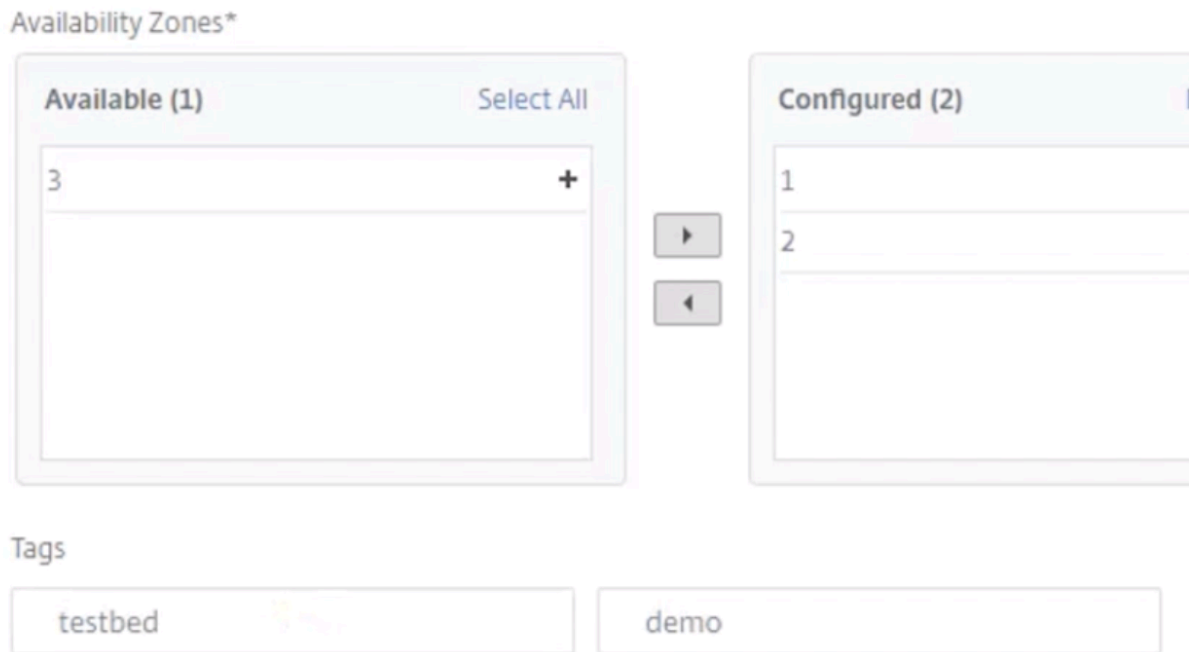 Availability Zones*
Available (1) Select All
Configured (2)
3 +
1
2
Tags
testbed
demo